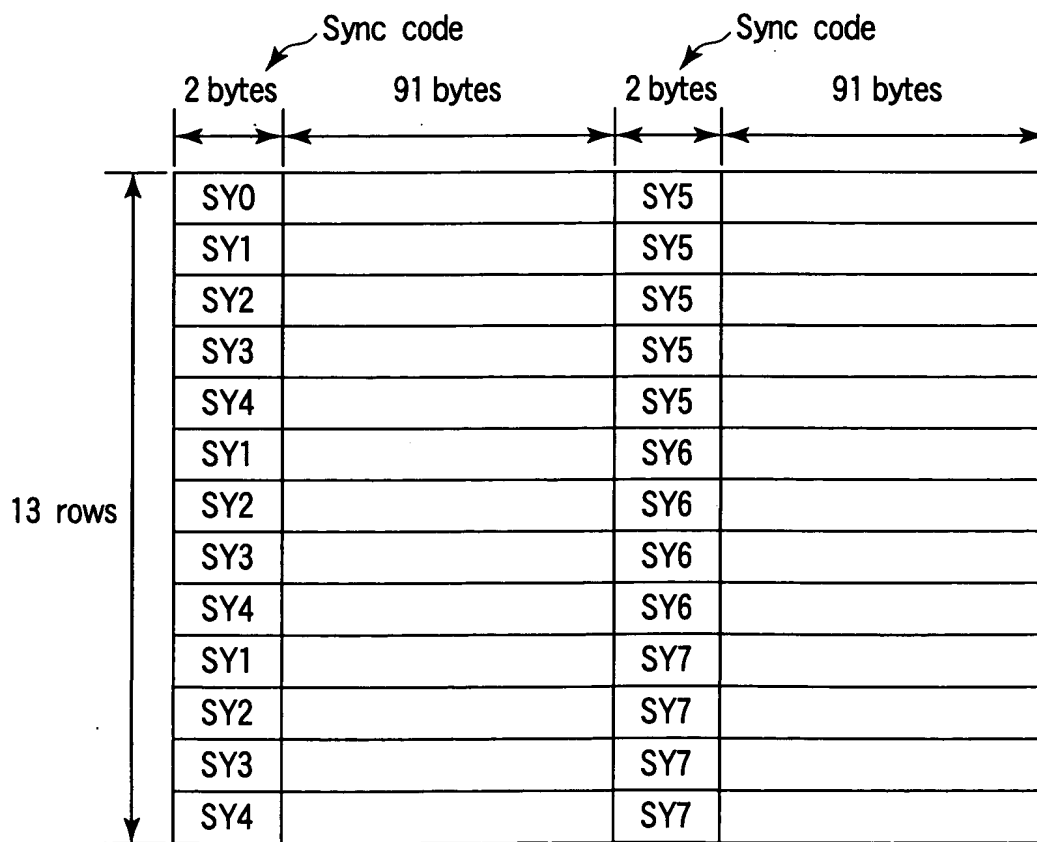 Sync code Sync code
2 bytes 91 bytes 2 bytes 91 bytes
SY0 SY5
SY1 SY5
SY2 SY5
SY3 SY5
SY4 SY5
SY1 SY6
SY2 SY6
13 rows
SY3 SY6
SY4 SY6
SY1 SY7
SY2 SY7
SY3 SY7
SY4 SY7